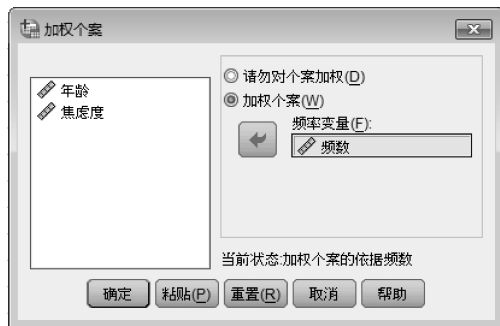 加权个案
年龄
焦虑度
请勿对个案加权(D)
加权个案(W)
频率变量(F):
频数
当前状态:加权个案的依据频数
确定 粘贴(P) 重置(R) 取消 帮助